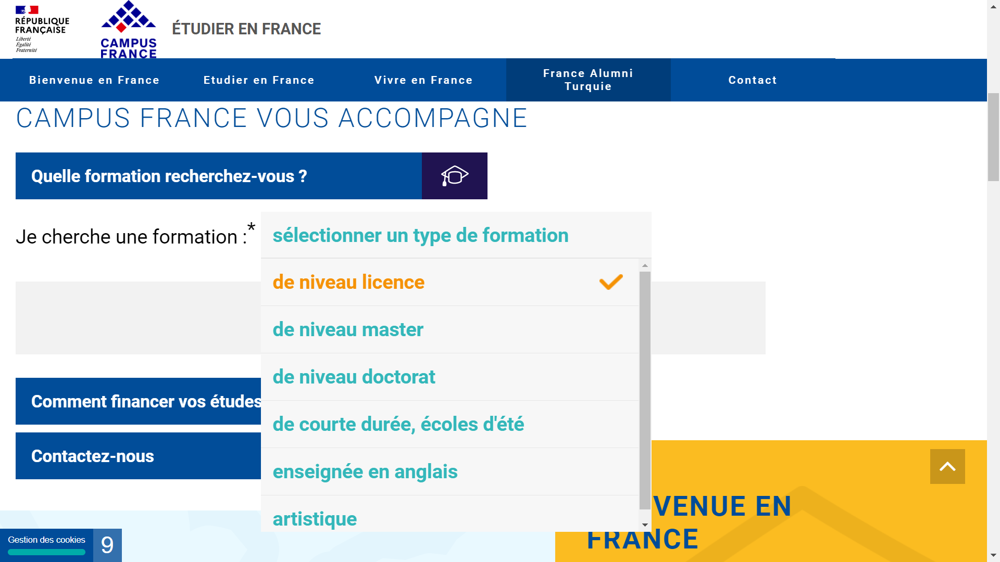 RÉPUBLIQUE
FRANÇAISE
Liberté
Égalité
Fraternité
CAMPUS
FRANCE
ÉTUDIER EN FRANCE
Bienvenue en France
Etudier en France
Vivre en France
France Alumni
Turquie
Contact
CAMPUS FRANCE VOUS ACCOMPAGNE
Quelle formation recherchez-vous ?
Je cherche une formation :*
sélectionner un type de formation
de niveau licence
de niveau master
de niveau doctorat
de courte durée, écoles d'été
enseignée en anglais
artistique
Comment financer vos études
Contactez-nous
VENUE EN
FRANCE
Gestion des cookies
9